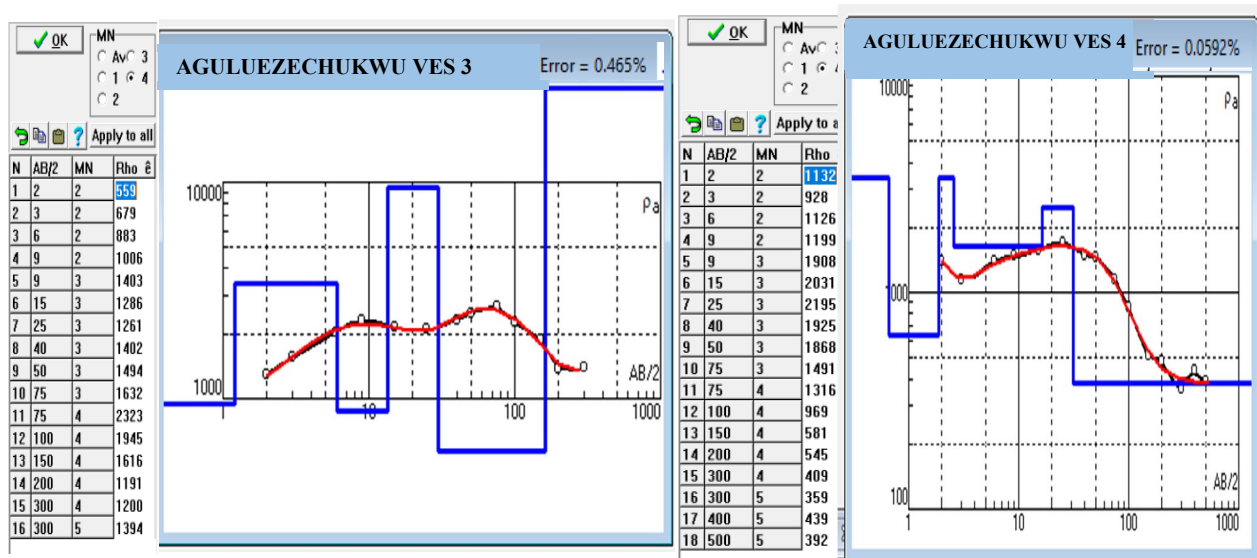 OK
MN
Av 3
1 4
2
Apply to all
N AB/2 MN Rho ê
1 2 2 559
2 3 2 679
3 6 2 883
4 9 2 1006
5 9 3 1403
6 15 3 1286
7 25 3 1261
8 40 3 1402
9 50 3 1494
10 75 3 1632
11 75 4 2323
12 100 4 1945
13 150 4 1616
14 200 4 1191
15 300 4 1200
16 300 5 1394
AGULUEZECHUKWU VES 3
Error = 0.465%
10000
ρa
1000
AB/2
10 100 1000
OK
MN
Av 3
1 4
2
Apply to a
N AB/2 MN Rho
1 2 2 1132
2 3 2 928
3 6 2 1126
4 9 2 1199
5 9 3 1908
6 15 3 2031
7 25 3 2195
8 40 3 1925
9 50 3 1868
10 75 3 1491
11 75 4 1316
12 100 4 969
13 150 4 581
14 200 4 545
15 300 4 409
16 300 5 359
17 400 5 439
18 500 5 392
AGULUEZECHUKWU VES 4
Error = 0.0592%
10000
ρa
1000
AB/2
100
1 10 100 1000